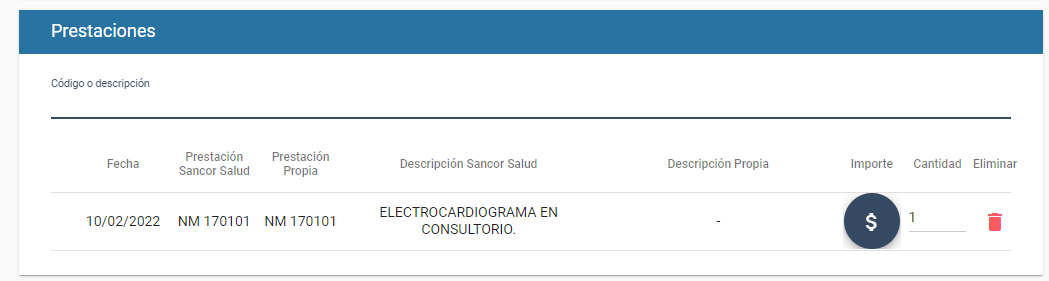 Prestaciones
Código o descripción
Fecha
Prestación
Sancor Salud
Prestación
Propia
Descripción Sancor Salud
Descripción Propia
Importe
Cantidad
Eliminar
10/02/2022
NM 170101
NM 170101
ELECTROCARDIOGRAMA EN
CONSULTORIO.
-
$
1